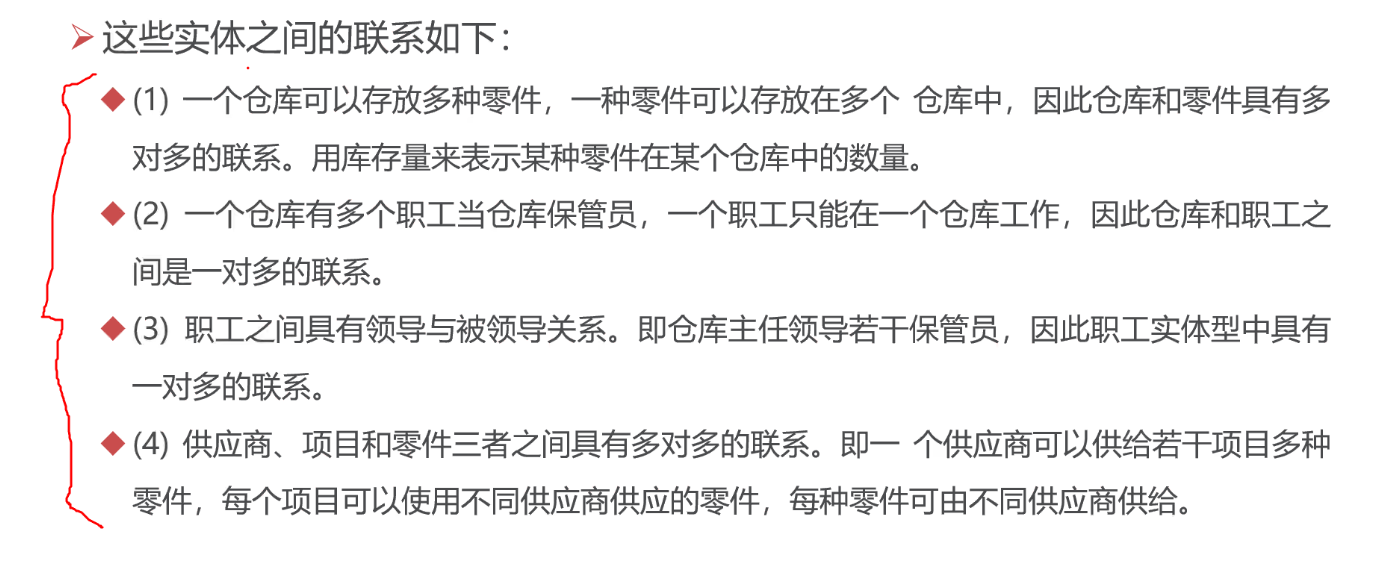 这些实体之间的联系如下：
(1) 一个仓库可以存放多种零件，一种零件可以存放在多个 仓库中，因此仓库和零件具有多
对多的联系。用库存量来表示某种零件在某个仓库中的数量。
(2) 一个仓库有多个职工当仓库保管员，一个职工只能在一个仓库工作，因此仓库和职工之
间是一对多的联系。
(3) 职工之间具有领导与被领导关系。即仓库主任领导若干保管员，因此职工实体型中具有
一对多的联系。
(4) 供应商、项目和零件三者之间具有多对多的联系。即一 个供应商可以供给若干项目多种
零件，每个项目可以使用不同供应商供应的零件，每种零件可由不同供应商供给。